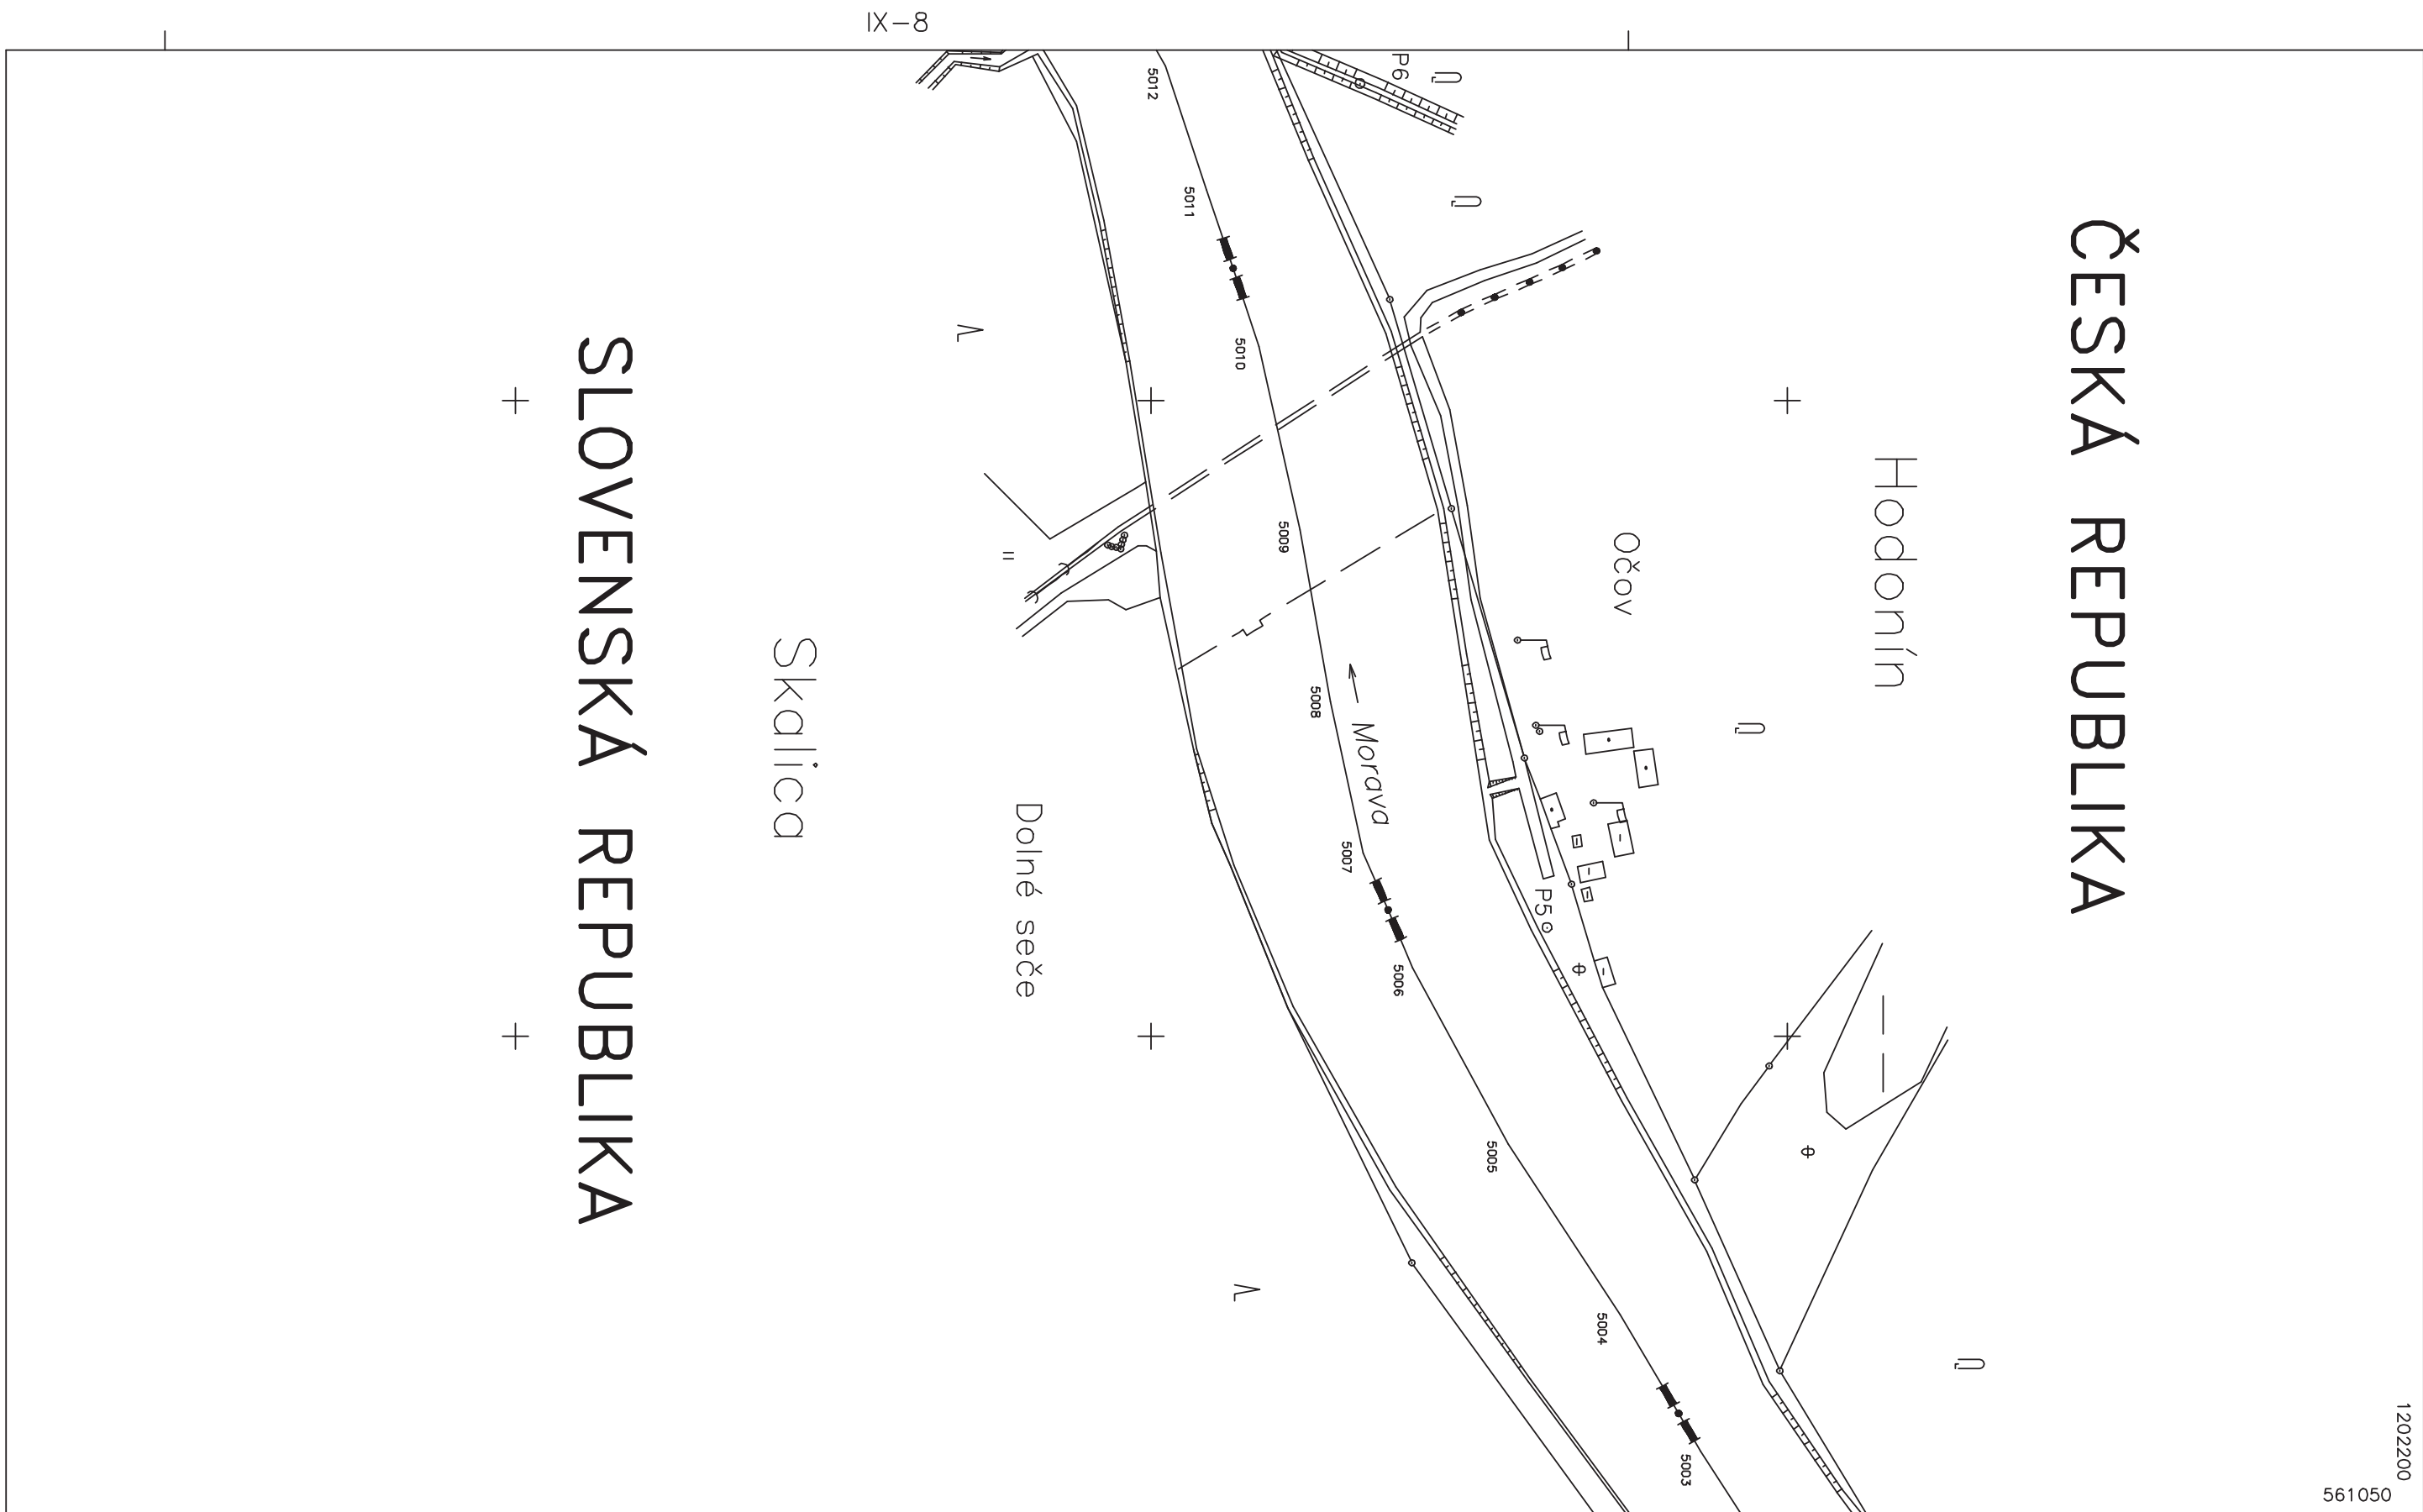 IX-8
ČESKÁ REPUBLIKA
Hodonín
Očov
P6
P5
Morava
5012
5011
5010
5009
5008
5007
5006
5005
5004
5003
Dolné seče
Skalica
SLOVENSKÁ REPUBLIKA
1202200
561050